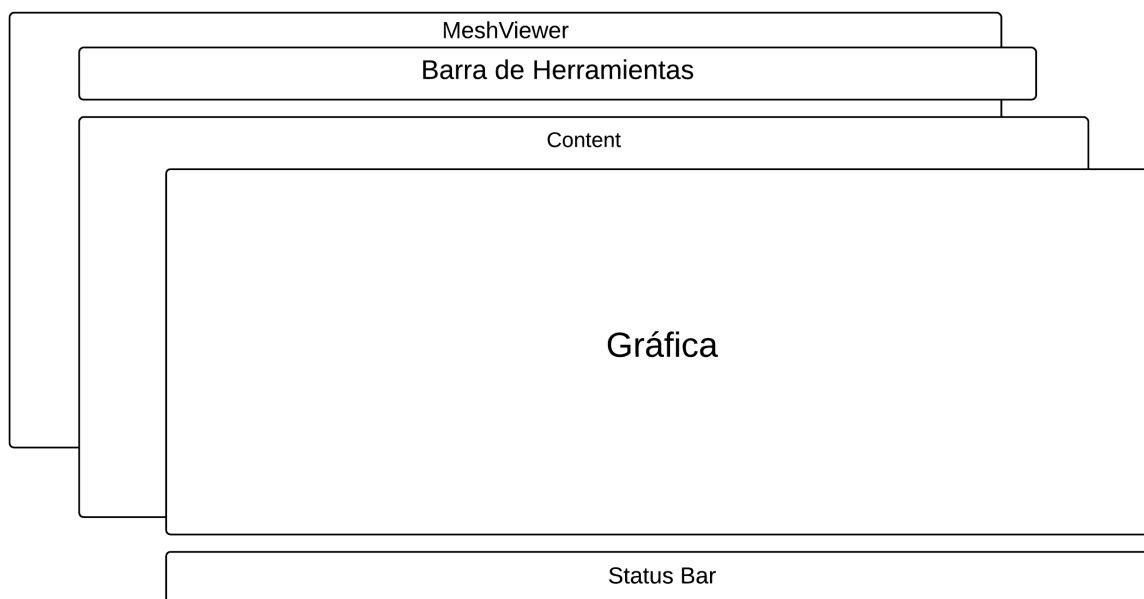 MeshViewer
Barra de Herramientas
Content
Gráfica
Status Bar